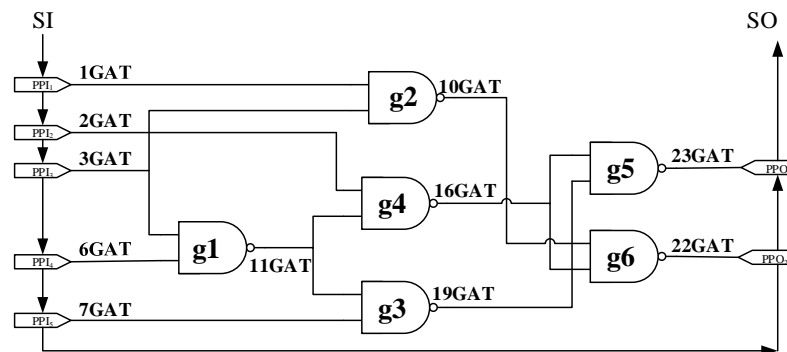 SI
SO
1GAT
PPI₁
g2
10GAT
2GAT
PPI₂
3GAT
PPI₃
g5
23GAT
PPO
g4
16GAT
g1
11GAT
6GAT
PPI₄
g6
22GAT
PPO₂
g3
19GAT
7GAT
PPI₅